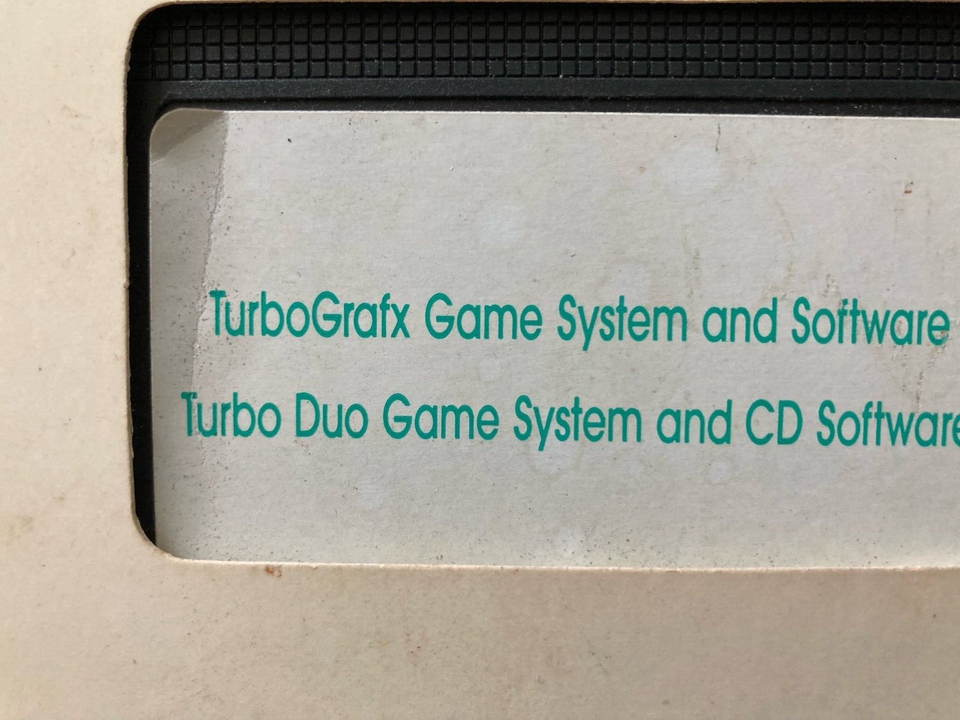 TurboGrafx Game System and Software
Turbo Duo Game System and CD Software